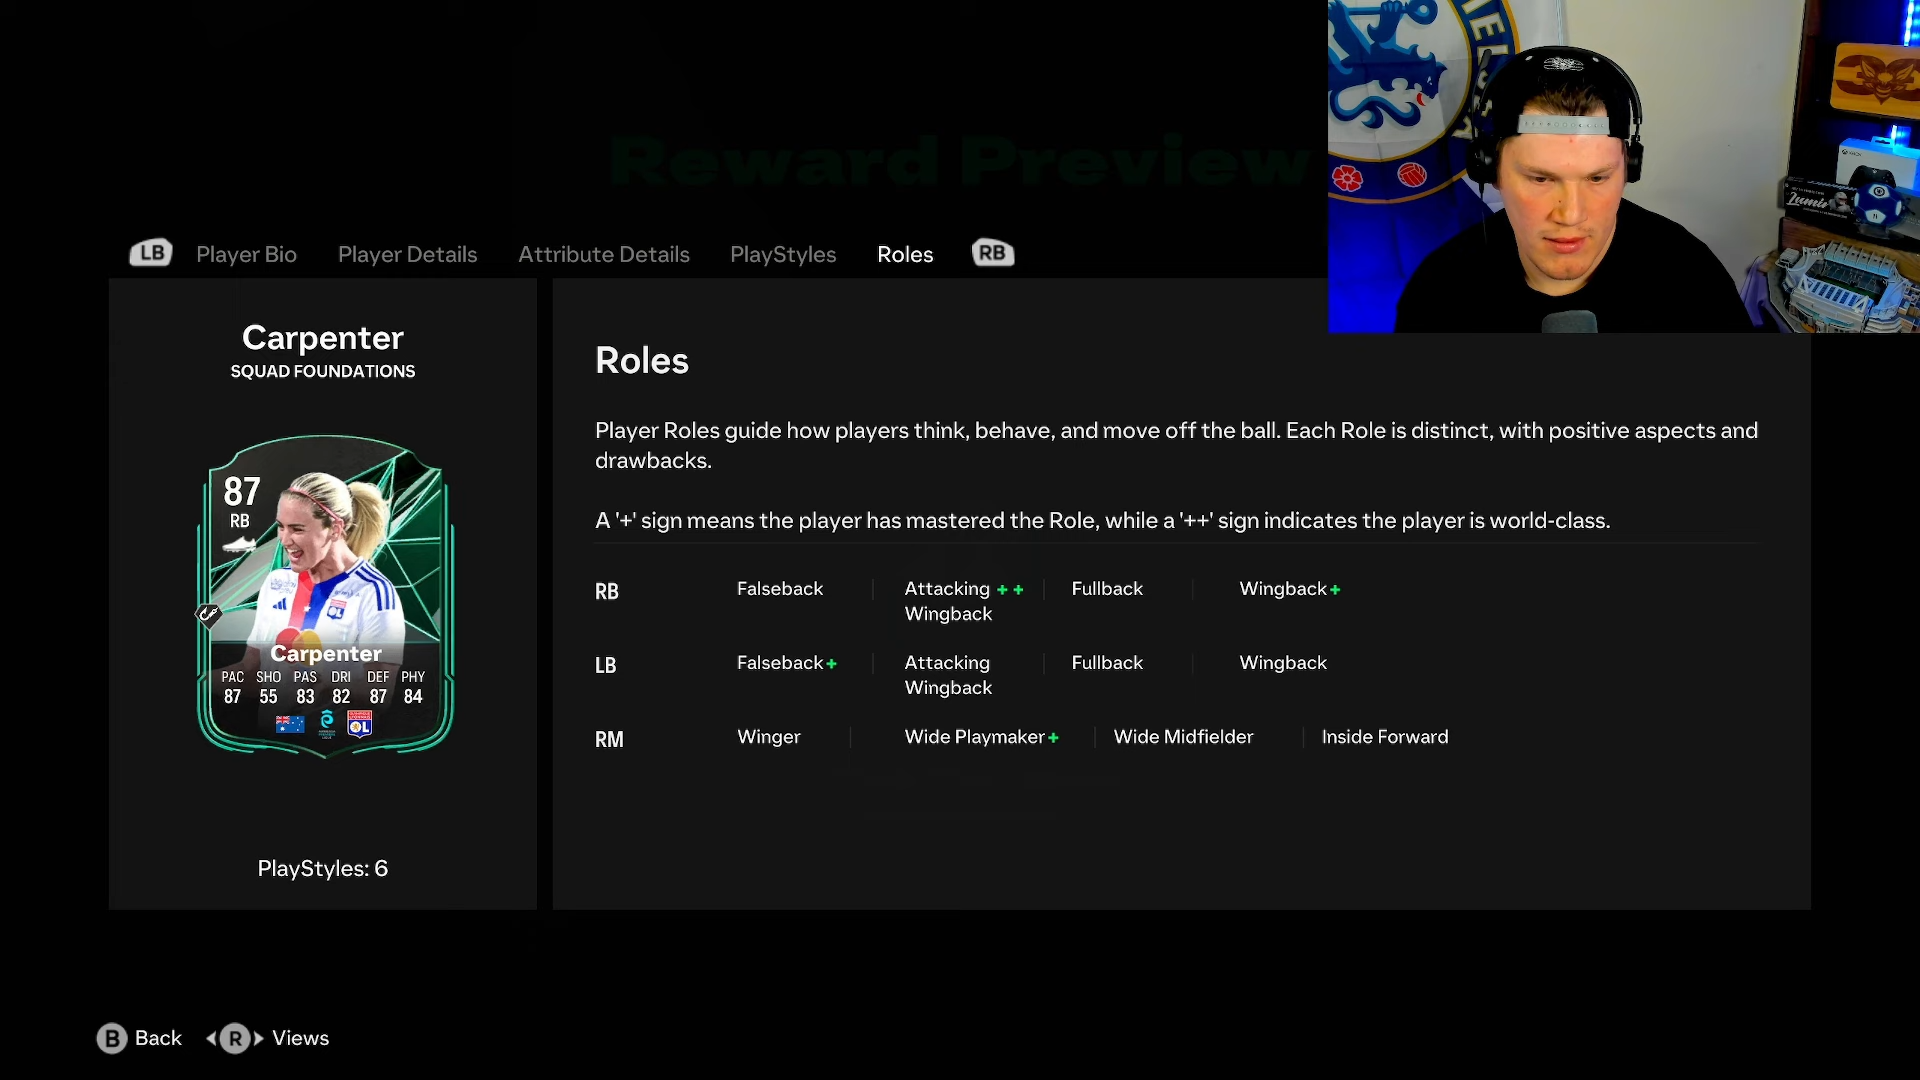 Reward Preview
LB Player Bio Player Details Attribute Details PlayStyles Roles RB
Carpenter
SQUAD FOUNDATIONS
87
RB
Carpenter
PAC SHO PAS DRI DEF PHY
87 55 83 82 87 84
OL
PlayStyles: 6
Roles
Player Roles guide how players think, behave, and move off the ball. Each Role is distinct, with positive aspects and
drawbacks.
A '+' sign means the player has mastered the Role, while a '++' sign indicates the player is world-class.
RB Falseback Attacking ++ Fullback Wingback+
Wingback
LB Falseback+ Attacking Fullback Wingback
Wingback
RM Winger Wide Playmaker+ Wide Midfielder Inside Forward
B Back R Views